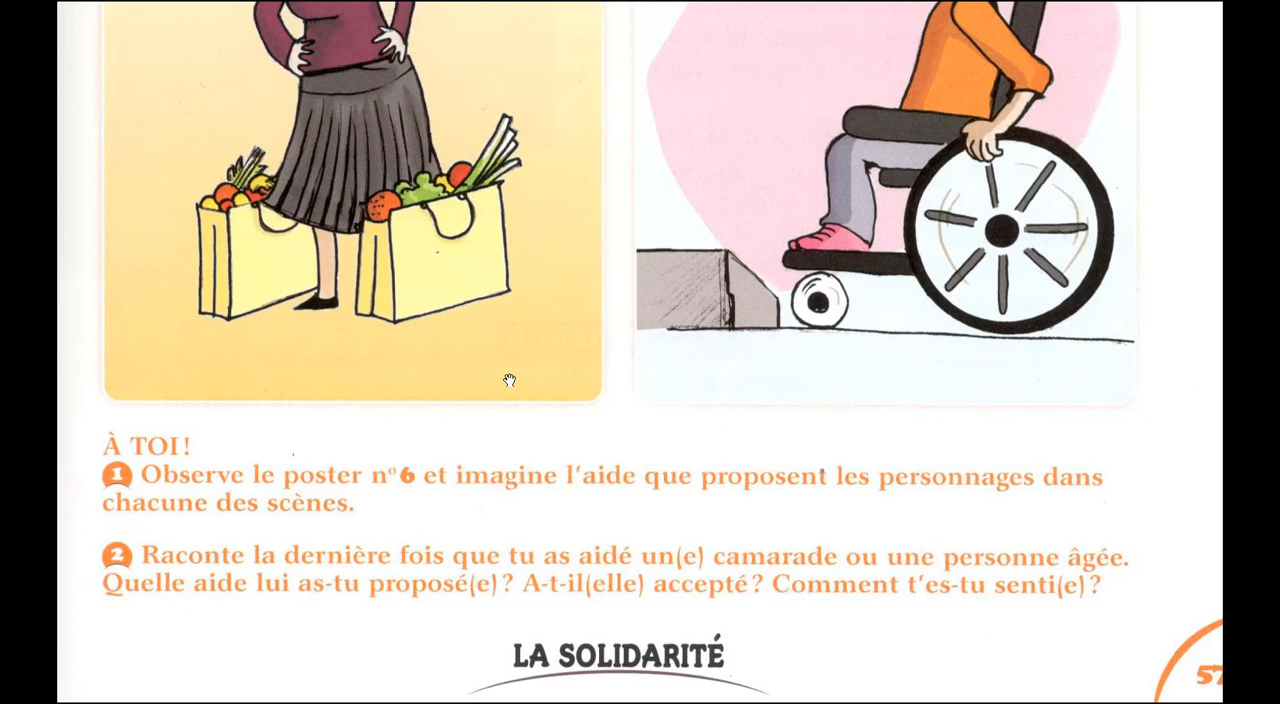 À TOI!
1 Observe le poster nº6 et imagine l'aide que proposent les personnages dans
chacune des scènes.
2 Raconte la dernière fois que tu as aidé un(e) camarade ou une personne âgée.
Quelle aide lui as-tu proposé(e)? A-t-il(elle) accepté? Comment t'es-tu senti(e)?
LA SOLIDARITÉ
57